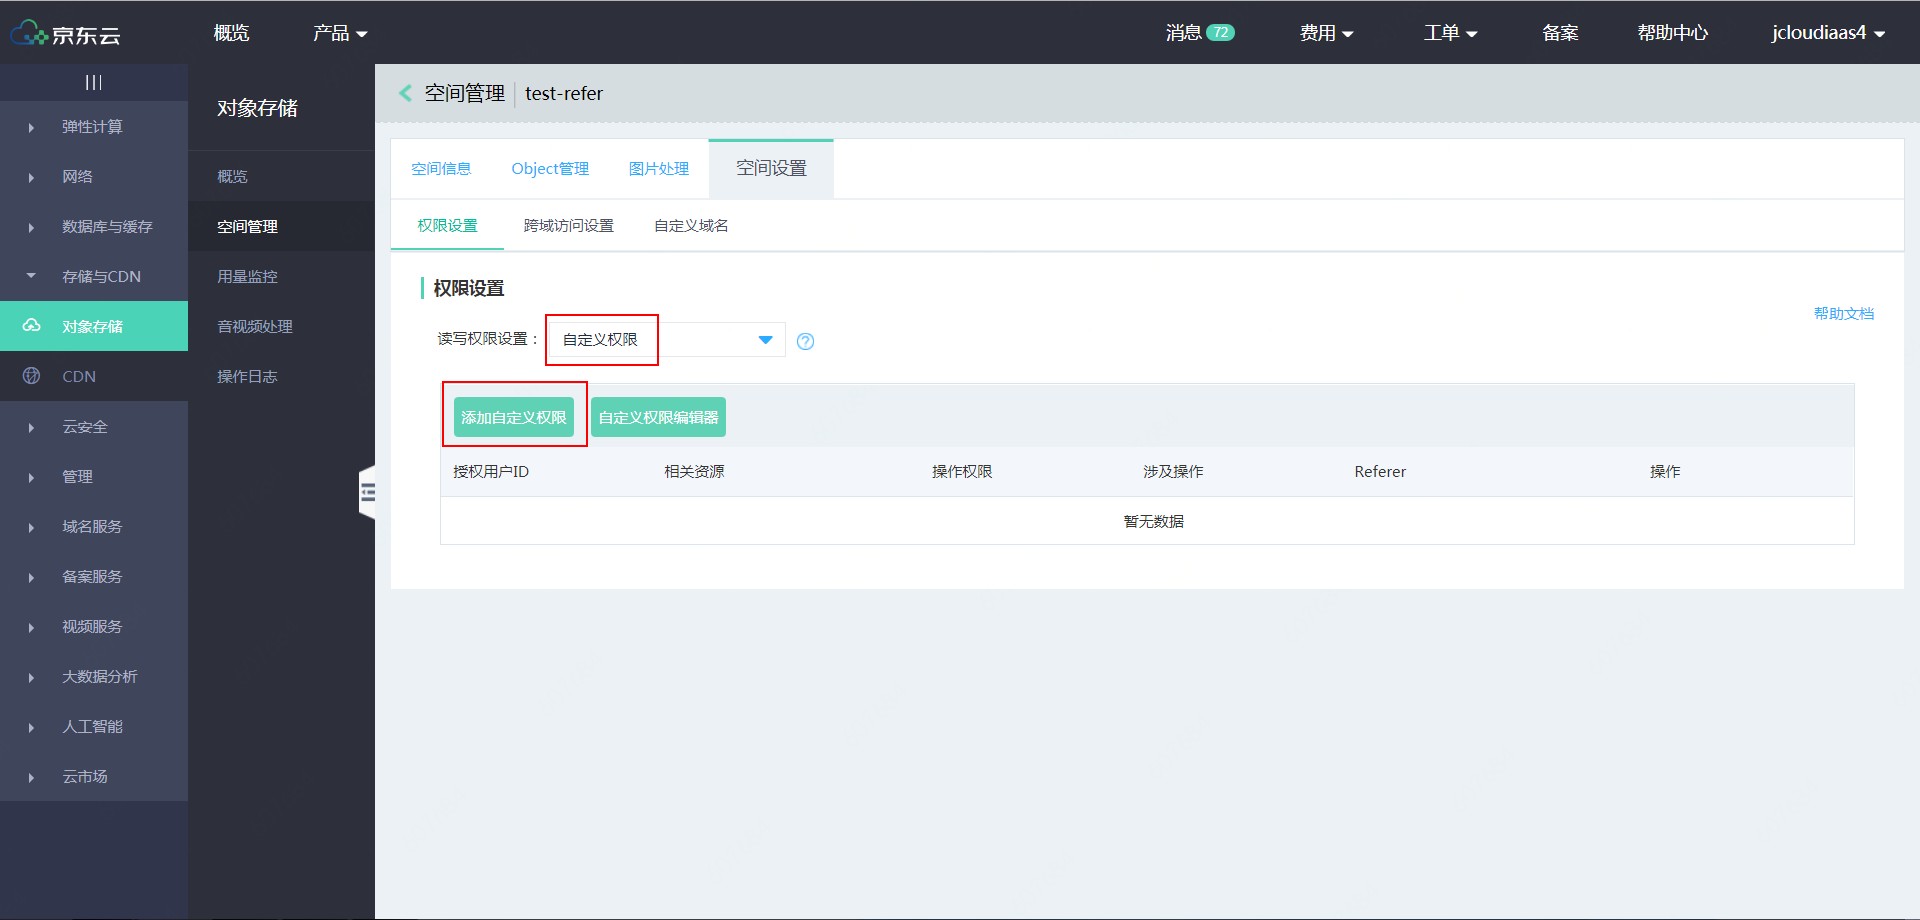 京东云 概览 产品 消息 72 费用 工单 备案 帮助中心 jcloudiaas4
弹性计算
网络
数据库与缓存
存储与CDN
对象存储
CDN
云安全
管理
域名服务
备案服务
视频服务
大数据分析
人工智能
云市场
对象存储
概览
空间管理
用量监控
音视频处理
操作日志
空间管理 test-refer
空间信息 Object管理 图片处理 空间设置
权限设置 跨域访问设置 自定义域名
权限设置
帮助文档
读写权限设置： 自定义权限 ?
添加自定义权限 自定义权限编辑器
授权用户ID 相关资源 操作权限 涉及操作 Referer 操作
暂无数据